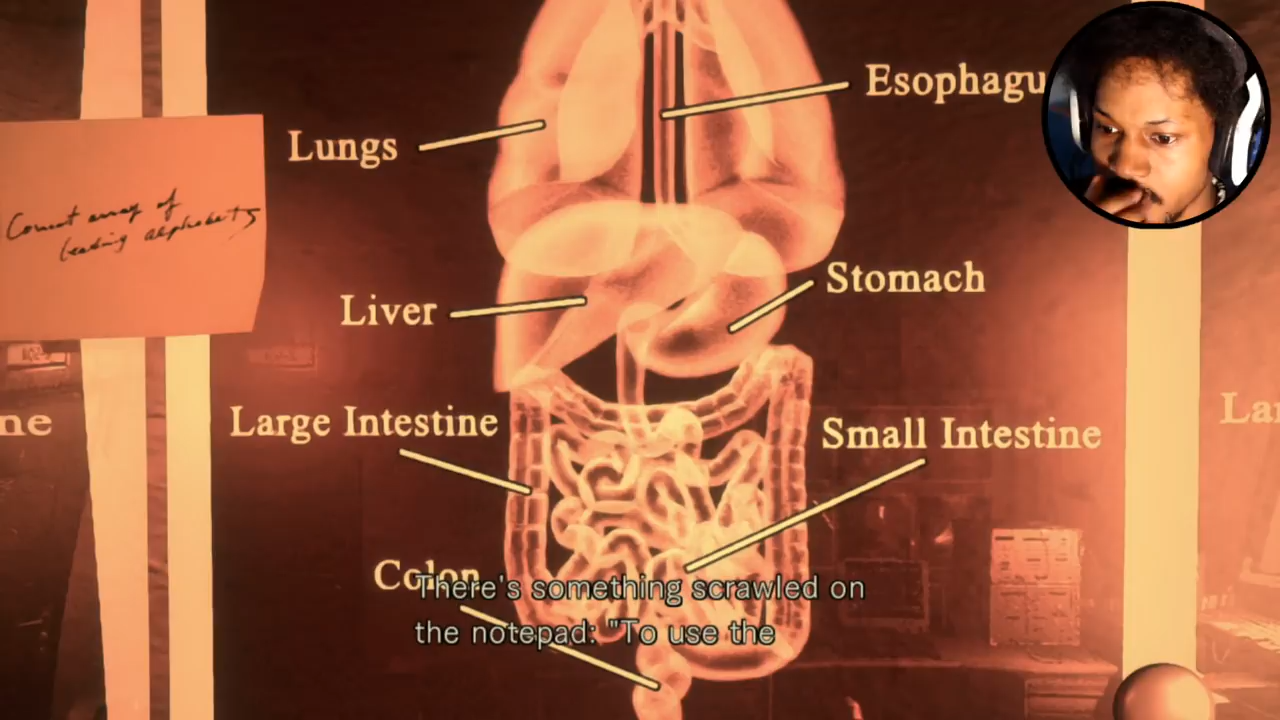 Esophagu
Lungs
Count array of
leading alphabets
Stomach
Liver
La
ne
Large Intestine
Small Intestine
Colon
There's something scrawled on
the notepad: "To use the